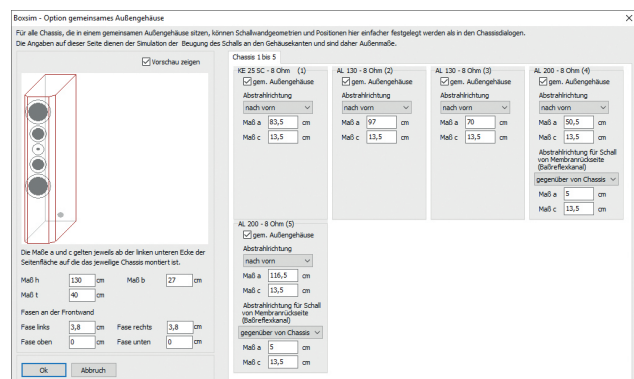 Boxsim - Option gemeinsames Außengehäuse
Für alle Chassis, die in einem gemeinsamen Außengehäuse sitzen, können Schallwandgeometrien und Positionen hier einfacher festgelegt werden als in den Chassisdialogen.
Die Angaben auf dieser Seite dienen der Simulation der Beugung des Schalls an den Gehäusekanten und sind daher Außenmaße.
Vorschau zeigen
Die Maße a und c gelten jeweils ab der linken unteren Ecke der
Seitenfläche auf die das jeweilige Chassis montiert ist.
Maß h 130 cm Maß b 27 cm
Maß t 40 cm
Fasen an der Frontwand
Fase links 3,8 cm Fase rechts 3,8 cm
Fase oben 0 cm Fase unten 0 cm
Ok Abbruch
Chassis 1 bis 5
KE 25 SC - 8 Ohm (1)
gem. Außengehäuse
Abstrahlrichtung
nach vorn
Maß a 83,5 cm
Maß c 13,5 cm
AL 130 - 8 Ohm (2)
gem. Außengehäuse
Abstrahlrichtung
nach vorn
Maß a 97 cm
Maß c 13,5 cm
AL 130 - 8 Ohm (3)
gem. Außengehäuse
Abstrahlrichtung
nach vorn
Maß a 70 cm
Maß c 13,5 cm
AL 200 - 8 Ohm (4)
gem. Außengehäuse
Abstrahlrichtung
nach vorn
Maß a 50,5 cm
Maß c 13,5 cm
Abstrahlrichtung für Schall
von Membranrückseite
(Baßreflexkanal)
gegenüber von Chassis
Maß a 5 cm
Maß c 13,5 cm
AL 200 - 8 Ohm (5)
gem. Außengehäuse
Abstrahlrichtung
nach vorn
Maß a 116,5 cm
Maß c 13,5 cm
Abstrahlrichtung für Schall
von Membranrückseite
(Baßreflexkanal)
gegenüber von Chassis
Maß a 5 cm
Maß c 13,5 cm